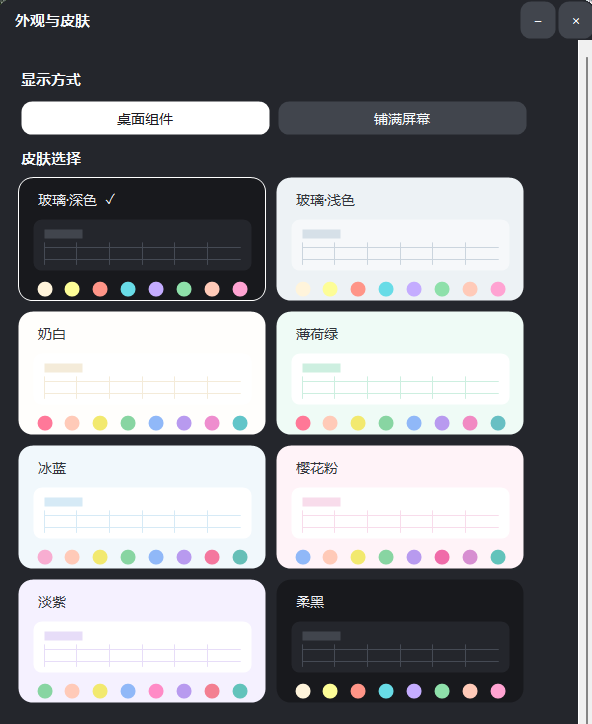 外观与皮肤
显示方式
桌面组件
铺满屏幕
皮肤选择
玻璃·深色 ✓
玻璃·浅色
奶白
薄荷绿
冰蓝
樱花粉
淡紫
柔黑